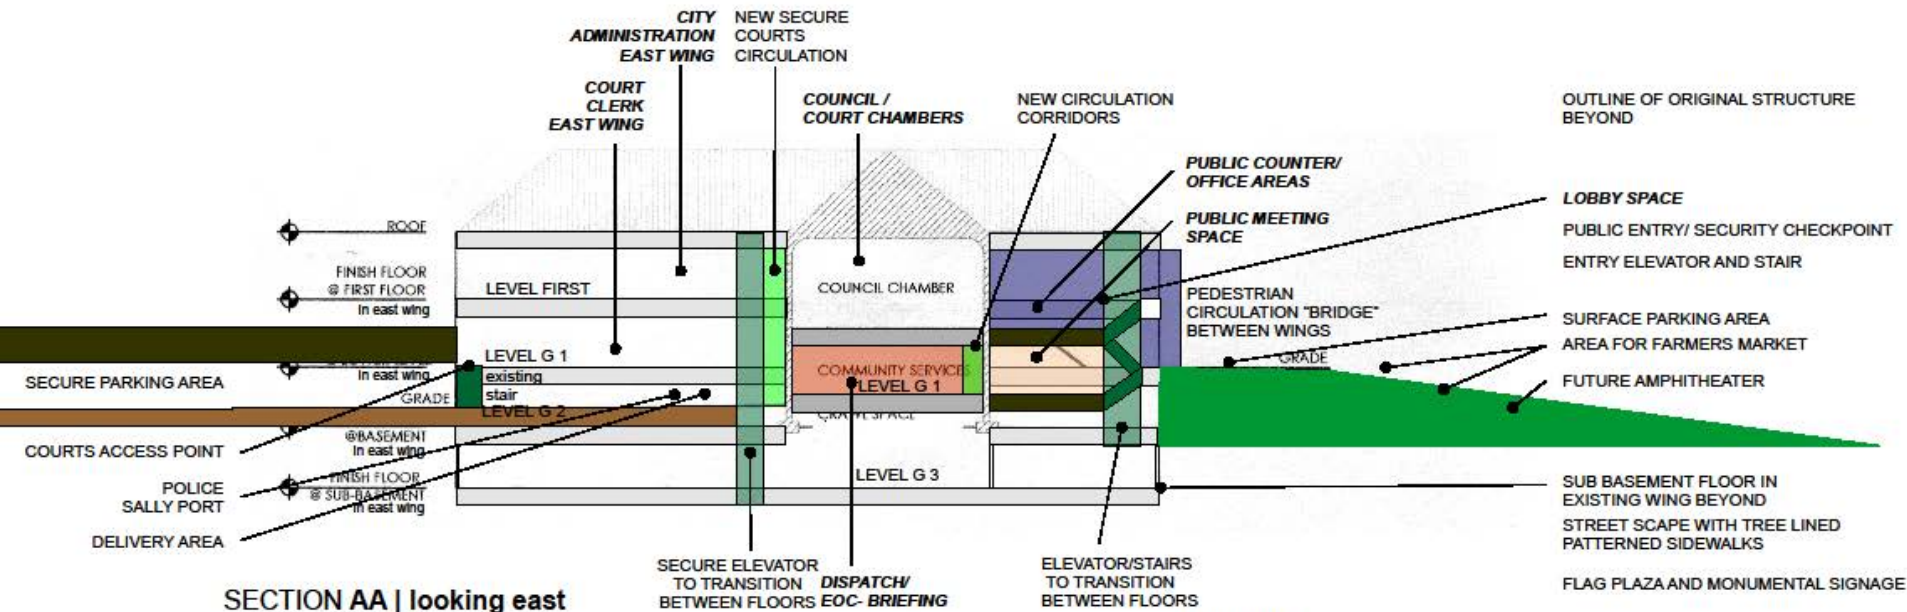 CITY
ADMINISTRATION
EAST WING
NEW SECURE
COURTS
CIRCULATION
COURT
CLERK
EAST WING
COUNCIL /
COURT CHAMBERS
NEW CIRCULATION
CORRIDORS
OUTLINE OF ORIGINAL STRUCTURE
BEYOND
PUBLIC COUNTER/
OFFICE AREAS
PUBLIC MEETING
SPACE
LOBBY SPACE
PUBLIC ENTRY/ SECURITY CHECKPOINT
ENTRY ELEVATOR AND STAIR
ROOF
FINISH FLOOR
@ FIRST FLOOR
In east wing
LEVEL FIRST
COUNCIL CHAMBER
PEDESTRIAN
CIRCULATION "BRIDGE"
BETWEEN WINGS
SURFACE PARKING AREA
AREA FOR FARMERS MARKET
GRADE
FUTURE AMPHITHEATER
LEVEL G 1
In east wing
existing
stair
COMMUNITY SERVICES
LEVEL G 1
SECURE PARKING AREA
GRADE
LEVEL G 2
CRAWL SPACE
@BASEMENT
In east wing
COURTS ACCESS POINT
FINISH FLOOR
@ SUB-BASEMENT
In east wing
LEVEL G 3
POLICE
SALLY PORT
DELIVERY AREA
SUB BASEMENT FLOOR IN
EXISTING WING BEYOND
STREET SCAPE WITH TREE LINED
PATTERNED SIDEWALKS
FLAG PLAZA AND MONUMENTAL SIGNAGE
SECURE ELEVATOR
TO TRANSITION
BETWEEN FLOORS
DISPATCH/
EOC- BRIEFING
ELEVATOR/STAIRS
TO TRANSITION
BETWEEN FLOORS
SECTION AA | looking east